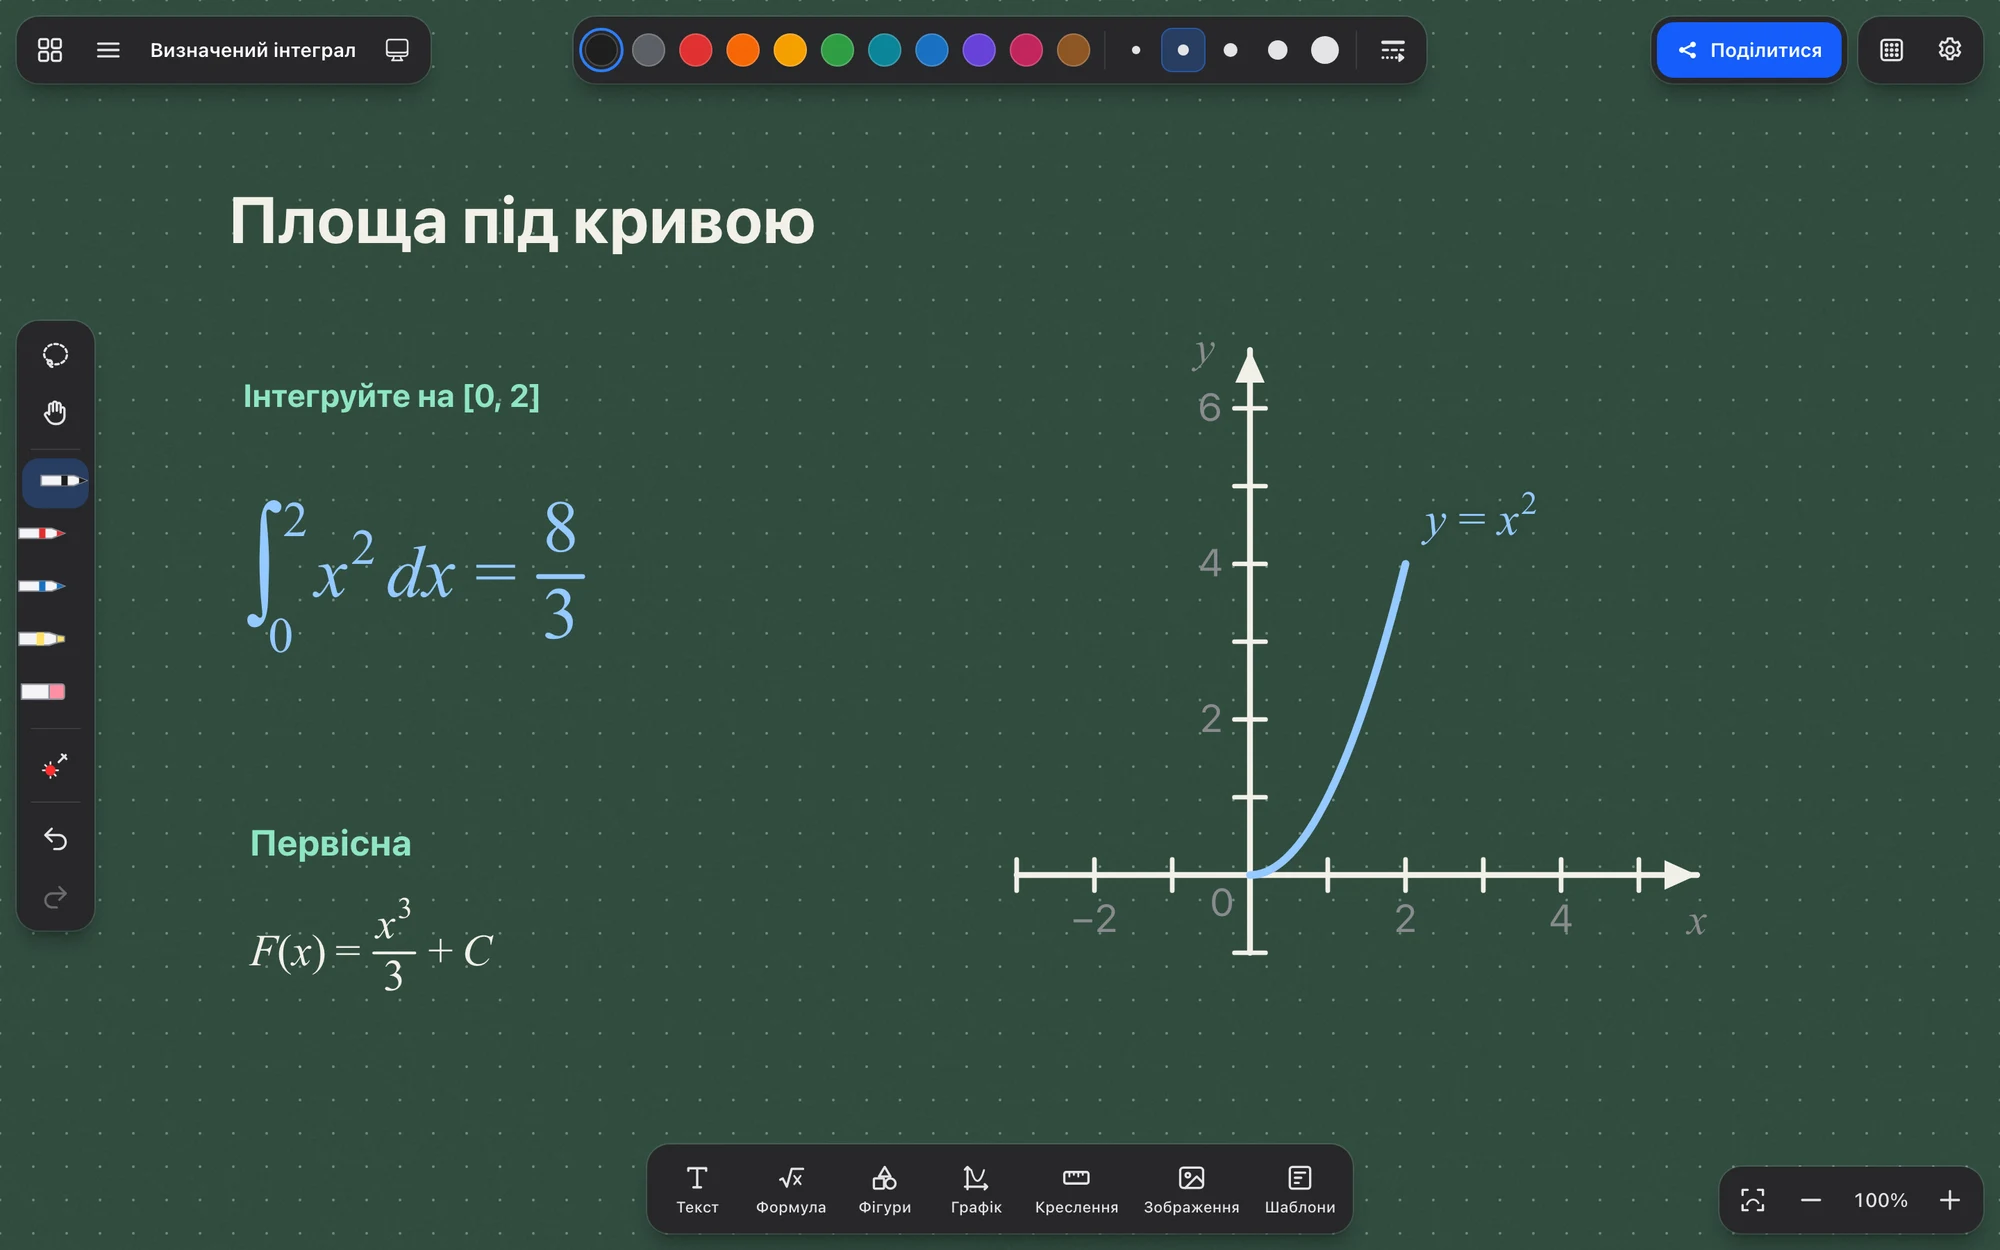 Визначений інтеграл
Поділитися
Площа під кривою
Інтегруйте на [0, 2]
∫₀² x² dx = 8/3
Первісна
F(x) = x³/3 + C
y
6
4
2
y = x²
−2
0
2
4
x
Текст
Формула
Фігури
Графік
Креслення
Зображення
Шаблони
100%